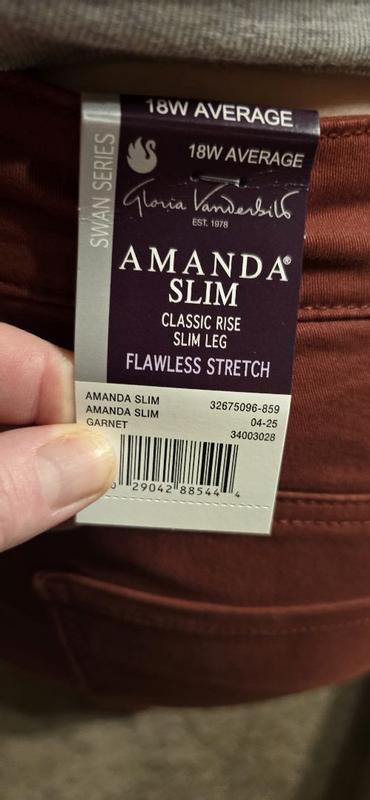 18W AVERAGE
SWAN SERIES
18W AVERAGE
Gloria Vanderbilt
EST. 1978
AMANDA®
SLIM
CLASSIC RISE
SLIM LEG
FLAWLESS STRETCH
AMANDA SLIM 32675096-859
AMANDA SLIM 04-25
GARNET 34003028
0 29042 88544 4